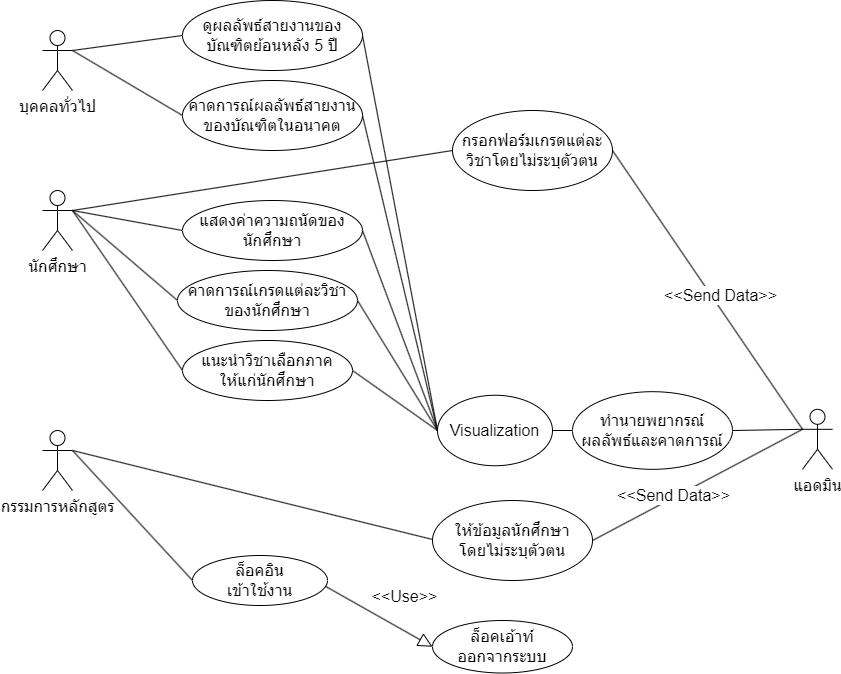 ดูผลลัพธ์สายงานของ
บัณฑิตย้อนหลัง 5 ปี
บุคคลทั่วไป
คาดการณ์ผลลัพธ์สายงาน
ของบัณฑิตในอนาคต
กรอกฟอร์มเกรดแต่ละ
วิชาโดยไม่ระบุตัวตน
แสดงค่าความถนัดของ
นักศึกษา
นักศึกษา
คาดการณ์เกรดแต่ละวิชา
ของนักศึกษา
<<Send Data>>
แนะนำวิชาเลือกภาค
ให้แก่นักศึกษา
Visualization
ทำนายพยากรณ์
ผลลัพธ์และคาดการณ์
แอดมิน
<<Send Data>>
กรรมการหลักสูตร
ให้ข้อมูลนักศึกษา
โดยไม่ระบุตัวตน
ล็อคอิน
เข้าใช้งาน
<<Use>>
ล็อคเอ้าท์
ออกจากระบบ